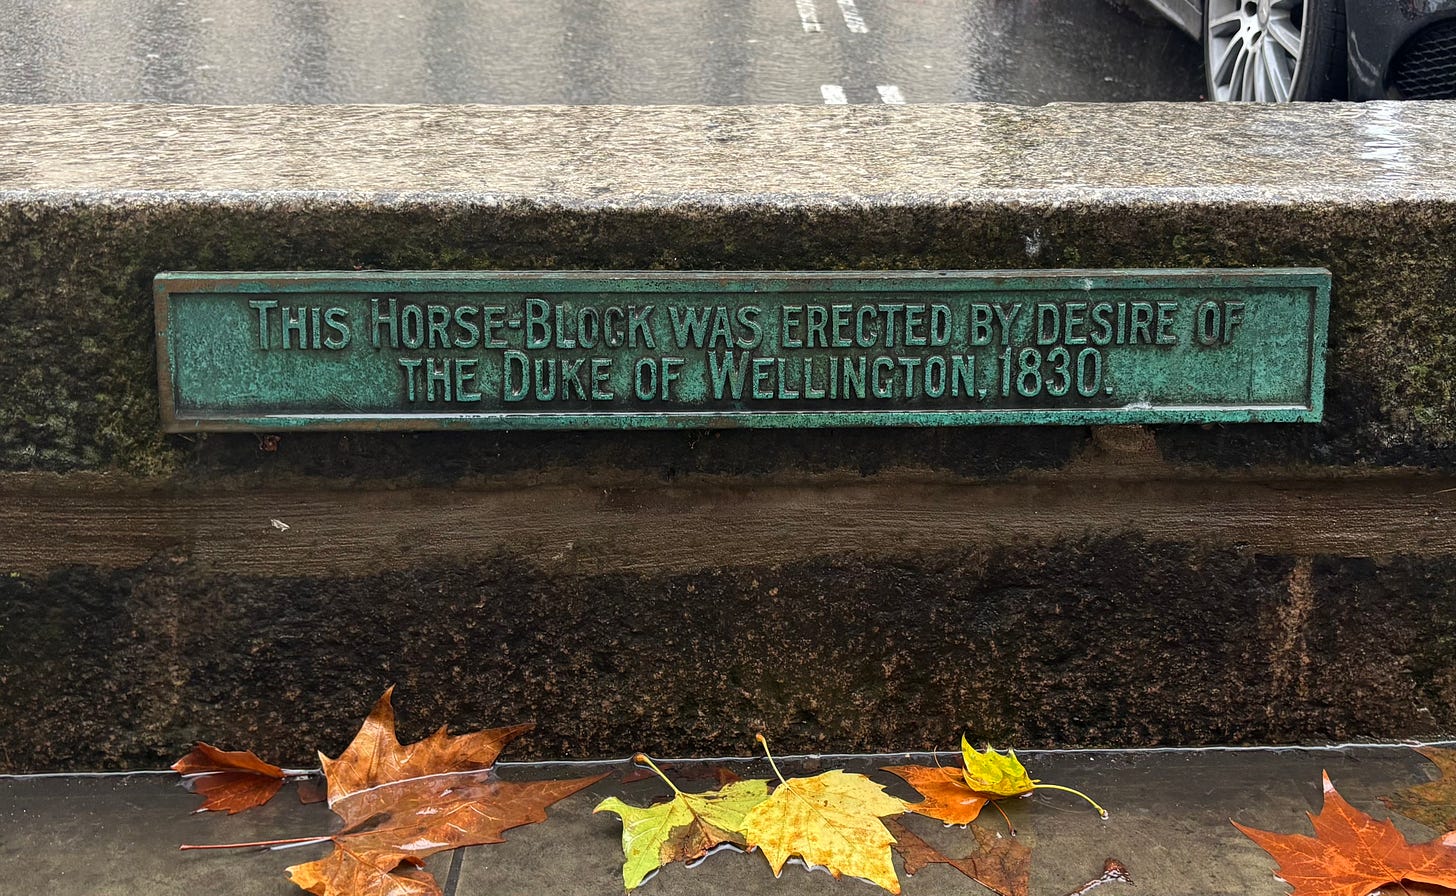 This Horse-Block was erected by desire of
the Duke of Wellington, 1830.